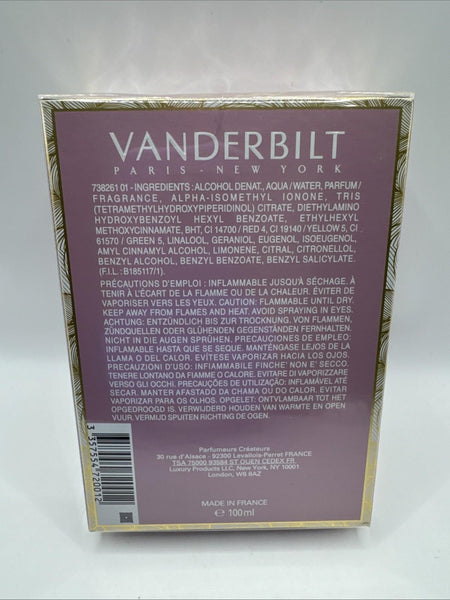 VANDERBILT
PARIS - NEW YORK
738261 01 - INGREDIENTS : ALCOHOL DENAT., AQUA / WATER, PARFUM /
FRAGRANCE, ALPHA-ISOMETHYL IONONE, TRIS
(TETRAMETHYLHYDROXYPIPERIDINOL) CITRATE, DIETHYLAMINO
HYDROXYBENZOYL HEXYL BENZOATE, ETHYLHEXYL
METHOXYCINNAMATE, BHT, CI 14700 / RED 4, CI 19140 / YELLOW 5, CI
61570 / GREEN 5, LINALOOL, GERANIOL, EUGENOL, ISOEUGENOL,
AMYL CINNAMYL ALCOHOL, LIMONENE, CITRAL, CITRONELLOL,
BENZYL ALCOHOL, BENZYL BENZOATE, BENZYL SALICYLATE.
(F.I.L. : B185117/1).
PRÉCAUTIONS D'EMPLOI : INFLAMMABLE JUSQU'À SÉCHAGE. À
TENIR À L'ÉCART DE LA FLAMME OU DE LA CHALEUR. ÉVITER DE
VAPORISER VERS LES YEUX. CAUTION: FLAMMABLE UNTIL DRY.
KEEP AWAY FROM FLAMES AND HEAT. AVOID SPRAYING IN EYES.
ACHTUNG: ENTZÜNDLICH BIS ZUR TROCKNUNG. VON FLAMMEN,
ZÜNDQUELLEN ODER GLÜHENDEN GEGENSTÄNDEN FERNHALTEN.
NICHT IN DIE AUGEN SPRÜHEN. PRECAUCIONES DE EMPLEO:
INFLAMABLE HASTA QUE SE SEQUE. MANTÉNGASE LEJOS DE LA
LLAMA O DEL CALOR. EVÍTESE VAPORIZAR HACIA LOS OJOS.
PRECAUZIONI D'USO: INFIAMMABILE FINCHE' NON E' SECCO.
TENERE LONTANO DA FIAMME O CALORE. EVITARE DI VAPORIZZARE
VERSO GLI OCCHI. PRECAUÇÕES DE UTILIZAÇÃO: INFLAMÁVEL ATÉ
SECAR. MANTER AFASTADO DA CHAMA OU DO CALOR. EVITAR
VAPORIZAR PARA OS OLHOS. OPGELET: ONTVLAMBAAR TOT HET
OPGEDROOGD IS. VERWIJDERD HOUDEN VAN WARMTE EN OPEN
VUUR. VERMIJD SPUITEN RICHTING DE OGEN.
3 357554 720012
Parfumeurs Créateurs
30 rue d'Alsace - 92300 Levallois-Perret FRANCE
TSA 75000 93584 ST OUEN CEDEX FR
Luxury Products LLC, New York, NY 10001
London, W6 8AZ
MADE IN FRANCE
℮ 100ml